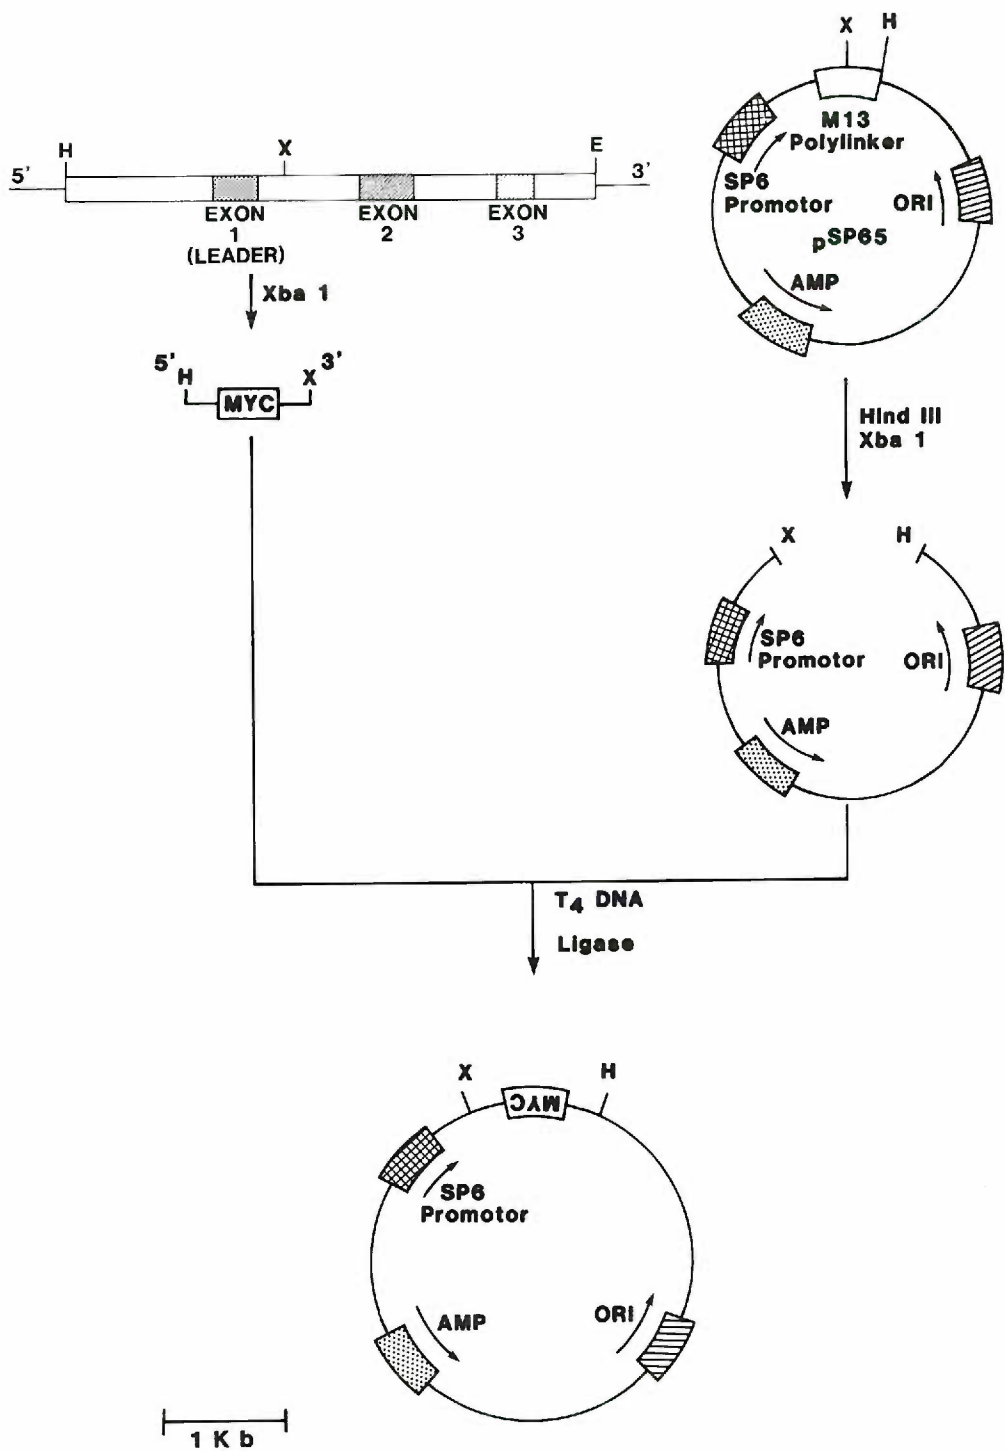 H X E
5' 3'
EXON EXON EXON
1 2 3
(LEADER)
Xba 1
5' H X 3'
MYC
X H
M13
Polylinker
SP6
Promotor
ORI
pSP65
AMP
Hind III
Xba 1
X H
SP6
Promotor
ORI
AMP
T4 DNA
Ligase
X H
MYC
SP6
Promotor
AMP
ORI
1 Kb